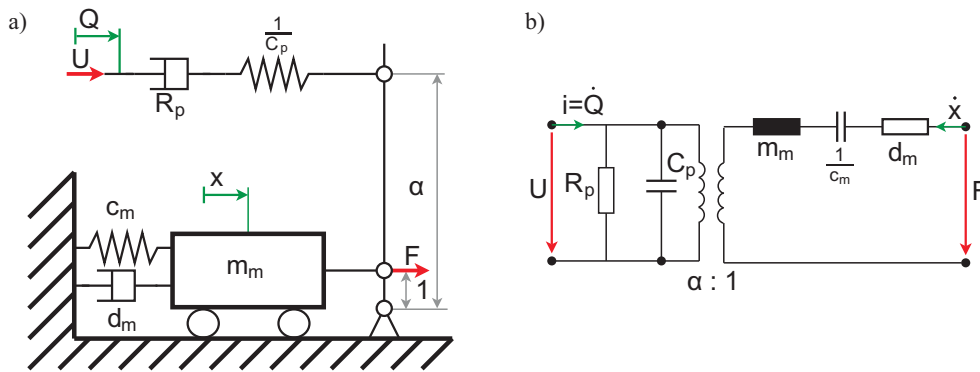 a)
Q
U
R_p
1/C_p
α
x
c_m
m_m
d_m
F
1
b)
i=Q̇
U
R_p
C_p
α : 1
m_m
1/c_m
d_m
ẋ
F